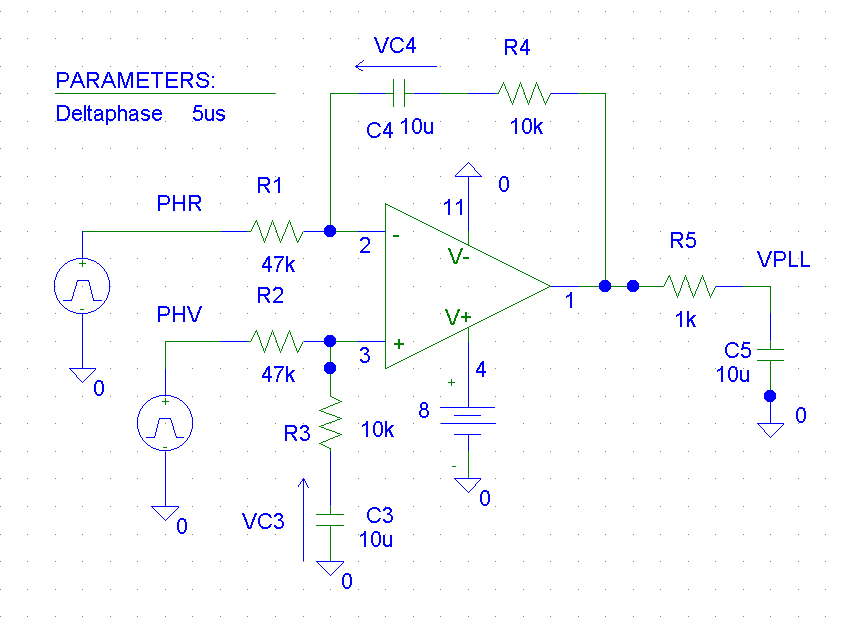 VC4
R4
PARAMETERS:
Deltaphase 5us
C4 10u
10k
R1
0
PHR
11
2
-
R5
47k
V-
VPLL
R2
+
-
1
PHV
V+
1k
3
+
C5
47k
4
10u
0
+
+
8
0
R3
10k
-
-
0
VC3
C3
0
10u
0